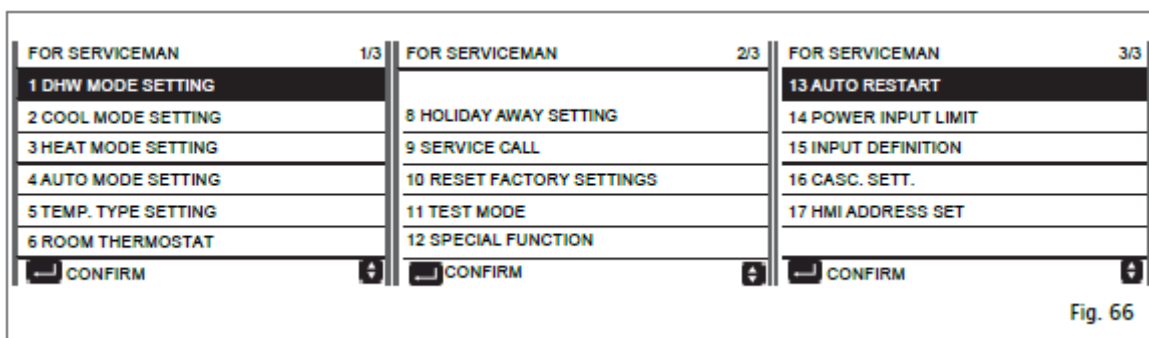 FOR SERVICEMAN 1/3
1 DHW MODE SETTING
2 COOL MODE SETTING
3 HEAT MODE SETTING
4 AUTO MODE SETTING
5 TEMP. TYPE SETTING
6 ROOM THERMOSTAT
CONFIRM
FOR SERVICEMAN 2/3
8 HOLIDAY AWAY SETTING
9 SERVICE CALL
10 RESET FACTORY SETTINGS
11 TEST MODE
12 SPECIAL FUNCTION
CONFIRM
FOR SERVICEMAN 3/3
13 AUTO RESTART
14 POWER INPUT LIMIT
15 INPUT DEFINITION
16 CASC. SETT.
17 HMI ADDRESS SET
CONFIRM
Fig. 66